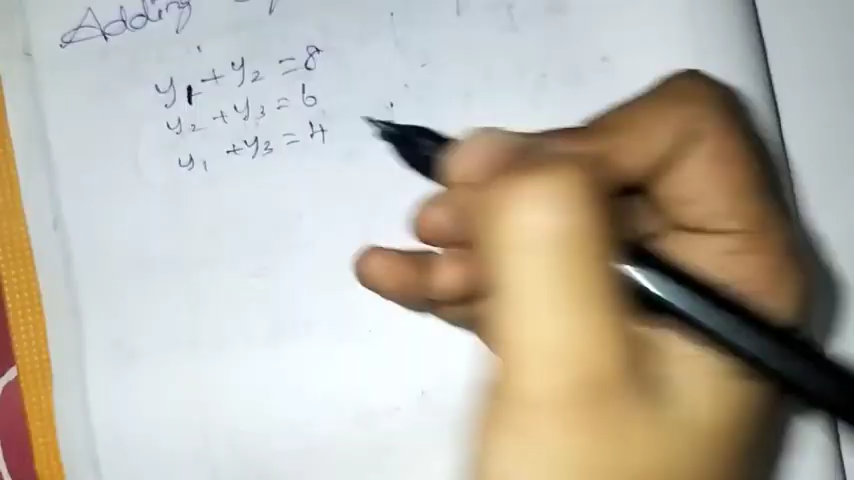 Adding
y₁ + y₂ = 8
y₂ + y₃ = 6
y₁ + y₃ = 4